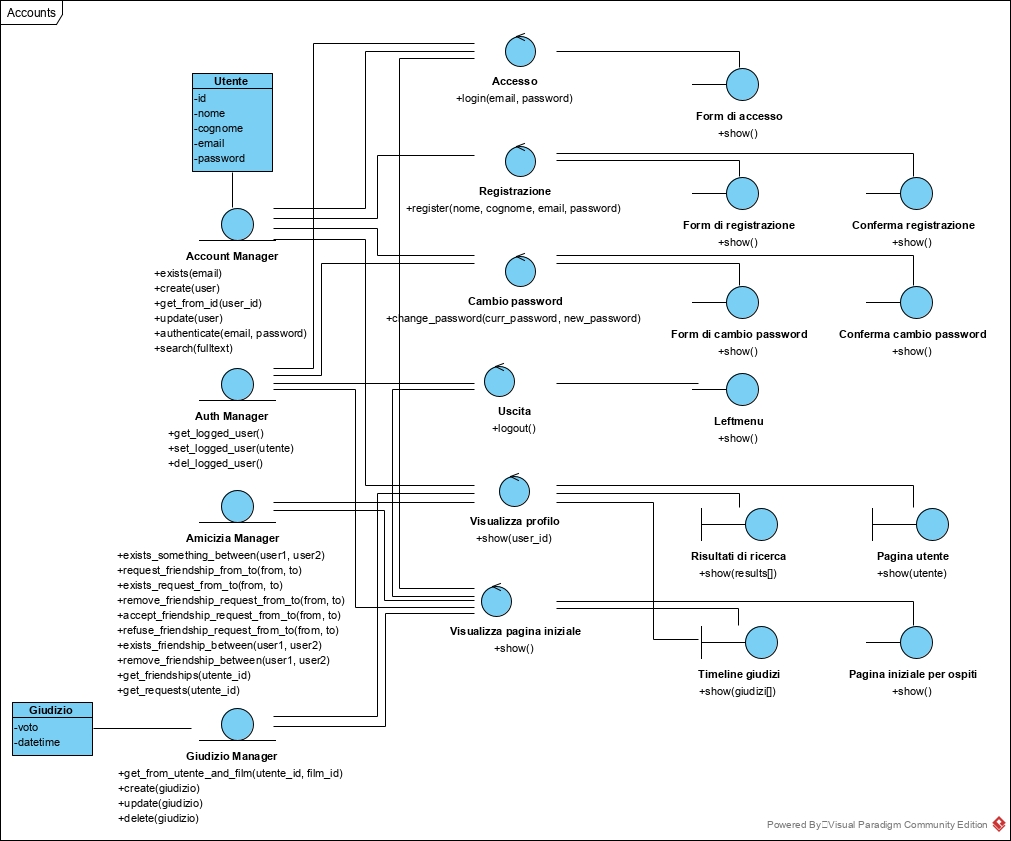 Accounts
Utente
-id
-nome
-cognome
-email
-password
Account Manager
+exists(email)
+create(user)
+get_from_id(user_id)
+update(user)
+authenticate(email, password)
+search(fulltext)
Auth Manager
+get_logged_user()
+set_logged_user(utente)
+del_logged_user()
Amicizia Manager
+exists_something_between(user1, user2)
+request_friendship_from_to(from, to)
+exists_request_from_to(from, to)
+remove_friendship_request_from_to(from, to)
+accept_friendship_request_from_to(from, to)
+refuse_friendship_request_from_to(from, to)
+exists_friendship_between(user1, user2)
+remove_friendship_between(user1, user2)
+get_friendships(utente_id)
+get_requests(utente_id)
Giudizio
-voto
-datetime
Giudizio Manager
+get_from_utente_and_film(utente_id, film_id)
+create(giudizio)
+update(giudizio)
+delete(giudizio)
Accesso
+login(email, password)
Form di accesso
+show()
Registrazione
+register(nome, cognome, email, password)
Form di registrazione
+show()
Conferma registrazione
+show()
Cambio password
+change_password(curr_password, new_password)
Form di cambio password
+show()
Conferma cambio password
+show()
Uscita
+logout()
Leftmenu
+show()
Visualizza profilo
+show(user_id)
Risultati di ricerca
+show(results[])
Pagina utente
+show(utente)
Visualizza pagina iniziale
+show()
Timeline giudizi
+show(giudizi[])
Pagina iniziale per ospiti
+show()
Powered By Visual Paradigm Community Edition